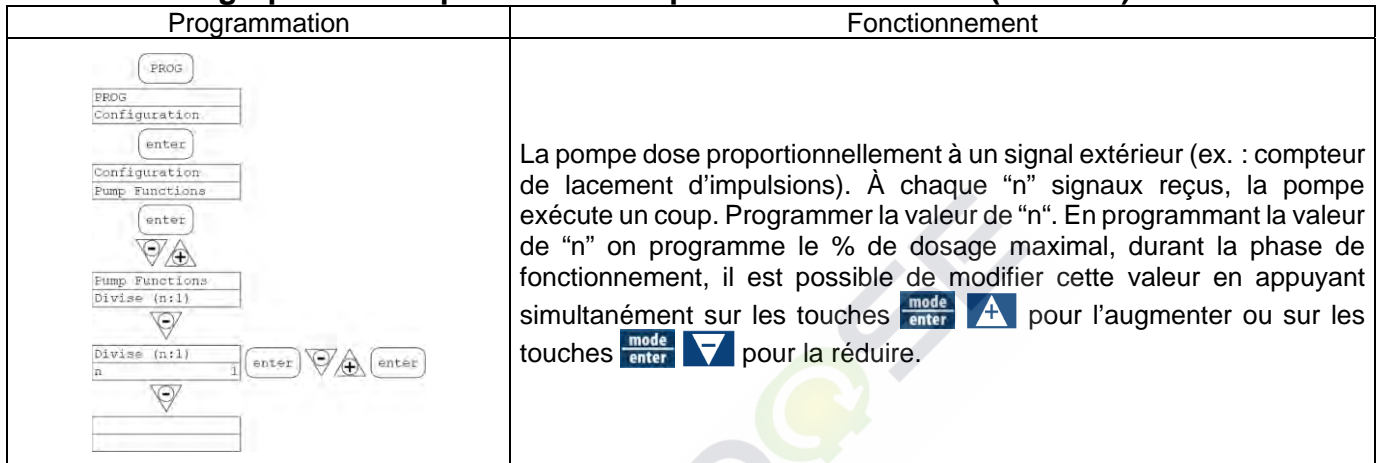 Programmation
Fonctionnement
PROG
PROG
Configuration
enter
Configuration
Pump Functions
enter
Pump Functions
Divise (n:1)
Divise (n:1)
n 1
enter enter
La pompe dose proportionnellement à un signal extérieur (ex. : compteur
de lacement d'impulsions). À chaque “n” signaux reçus, la pompe
exécute un coup. Programmer la valeur de “n“. En programmant la valeur
de “n” on programme le % de dosage maximal, durant la phase de
fonctionnement, il est possible de modifier cette valeur en appuyant
simultanément sur les touches mode enter + pour l'augmenter ou sur les
touches mode enter - pour la réduire.